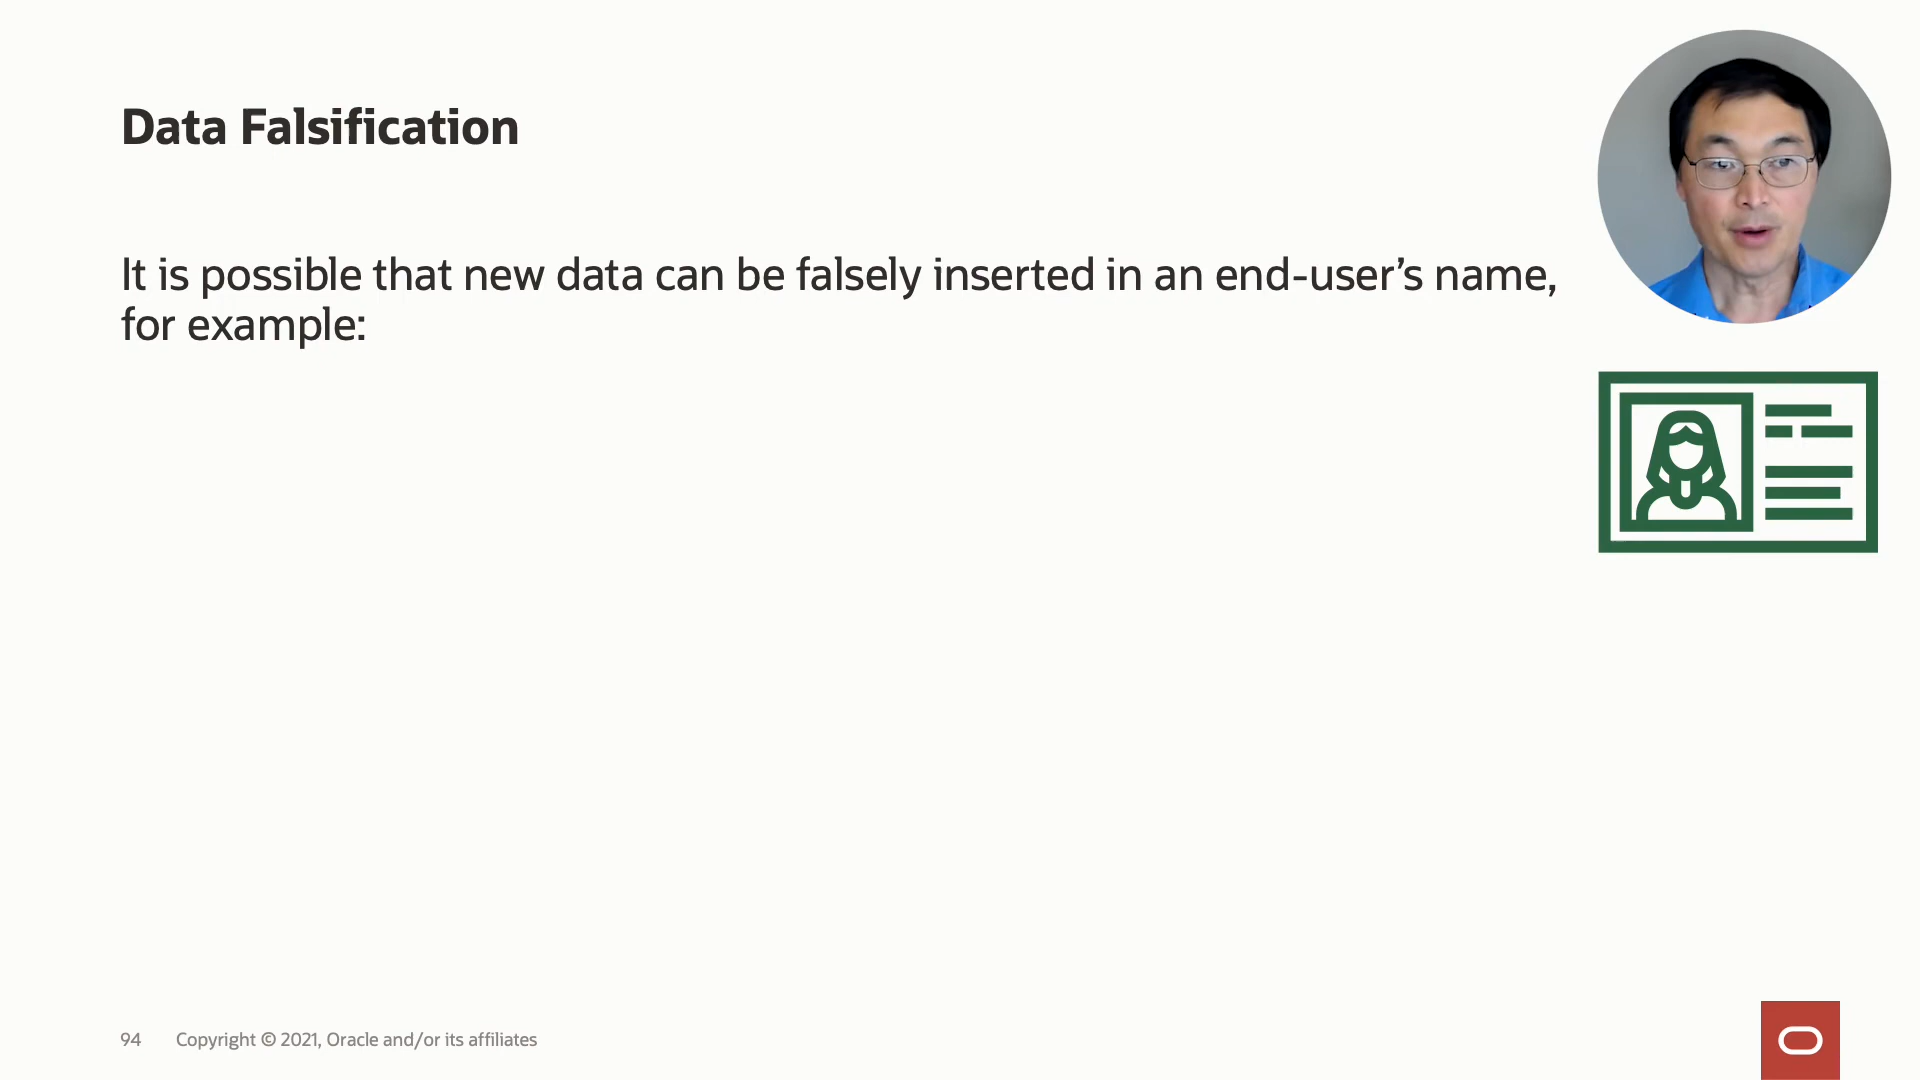 Data Falsification
It is possible that new data can be falsely inserted in an end-user’s name,
for example:
94 Copyright © 2021, Oracle and/or its affiliates